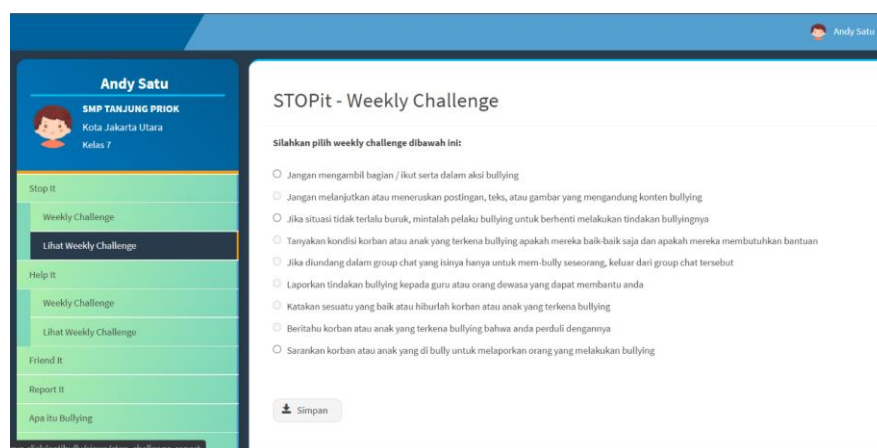 Andy Satu
Andy Satu
SMP TANJUNG PRIOK
Kota Jakarta Utara
Kelas 7
Stop It
Weekly Challenge
Lihat Weekly Challenge
Help It
Weekly Challenge
Lihat Weekly Challenge
Friend It
Report It
Apa itu Bullying
STOPit - Weekly Challenge
Silahkan pilih weekly challenge dibawah ini:
Jangan mengambil bagian / ikut serta dalam aksi bullying
Jangan melanjutkan atau meneruskan postingan, teks, atau gambar yang mengandung konten bullying
Jika situasi tidak terlalu buruk, mintalah pelaku bullying untuk berhenti melakukan tindakan bullyingnya
Tanyakan kondisi korban atau anak yang terkena bullying apakah mereka baik-baik saja dan apakah mereka membutuhkan bantuan
Jika diundang dalam group chat yang isinya hanya untuk mem-bully seseorang, keluar dari group chat tersebut
Laporkan tindakan bullying kepada guru atau orang dewasa yang dapat membantu anda
Katakan sesuatu yang baik atau hiburlah korban atau anak yang terkena bullying
Beritahu korban atau anak yang terkena bullying bahwa anda perduli dengannya
Sarankan korban atau anak yang di bully untuk melaporkan orang yang melakukan bullying
Simpan